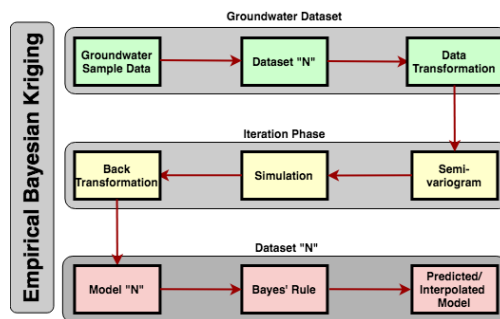 Empirical Bayesian Kriging
Groundwater Dataset
Groundwater
Sample Data
Dataset "N"
Data
Transformation
Iteration Phase
Back
Transformation
Simulation
Semi-
variogram
Dataset "N"
Model "N"
Bayes' Rule
Predicted/
Interpolated
Model